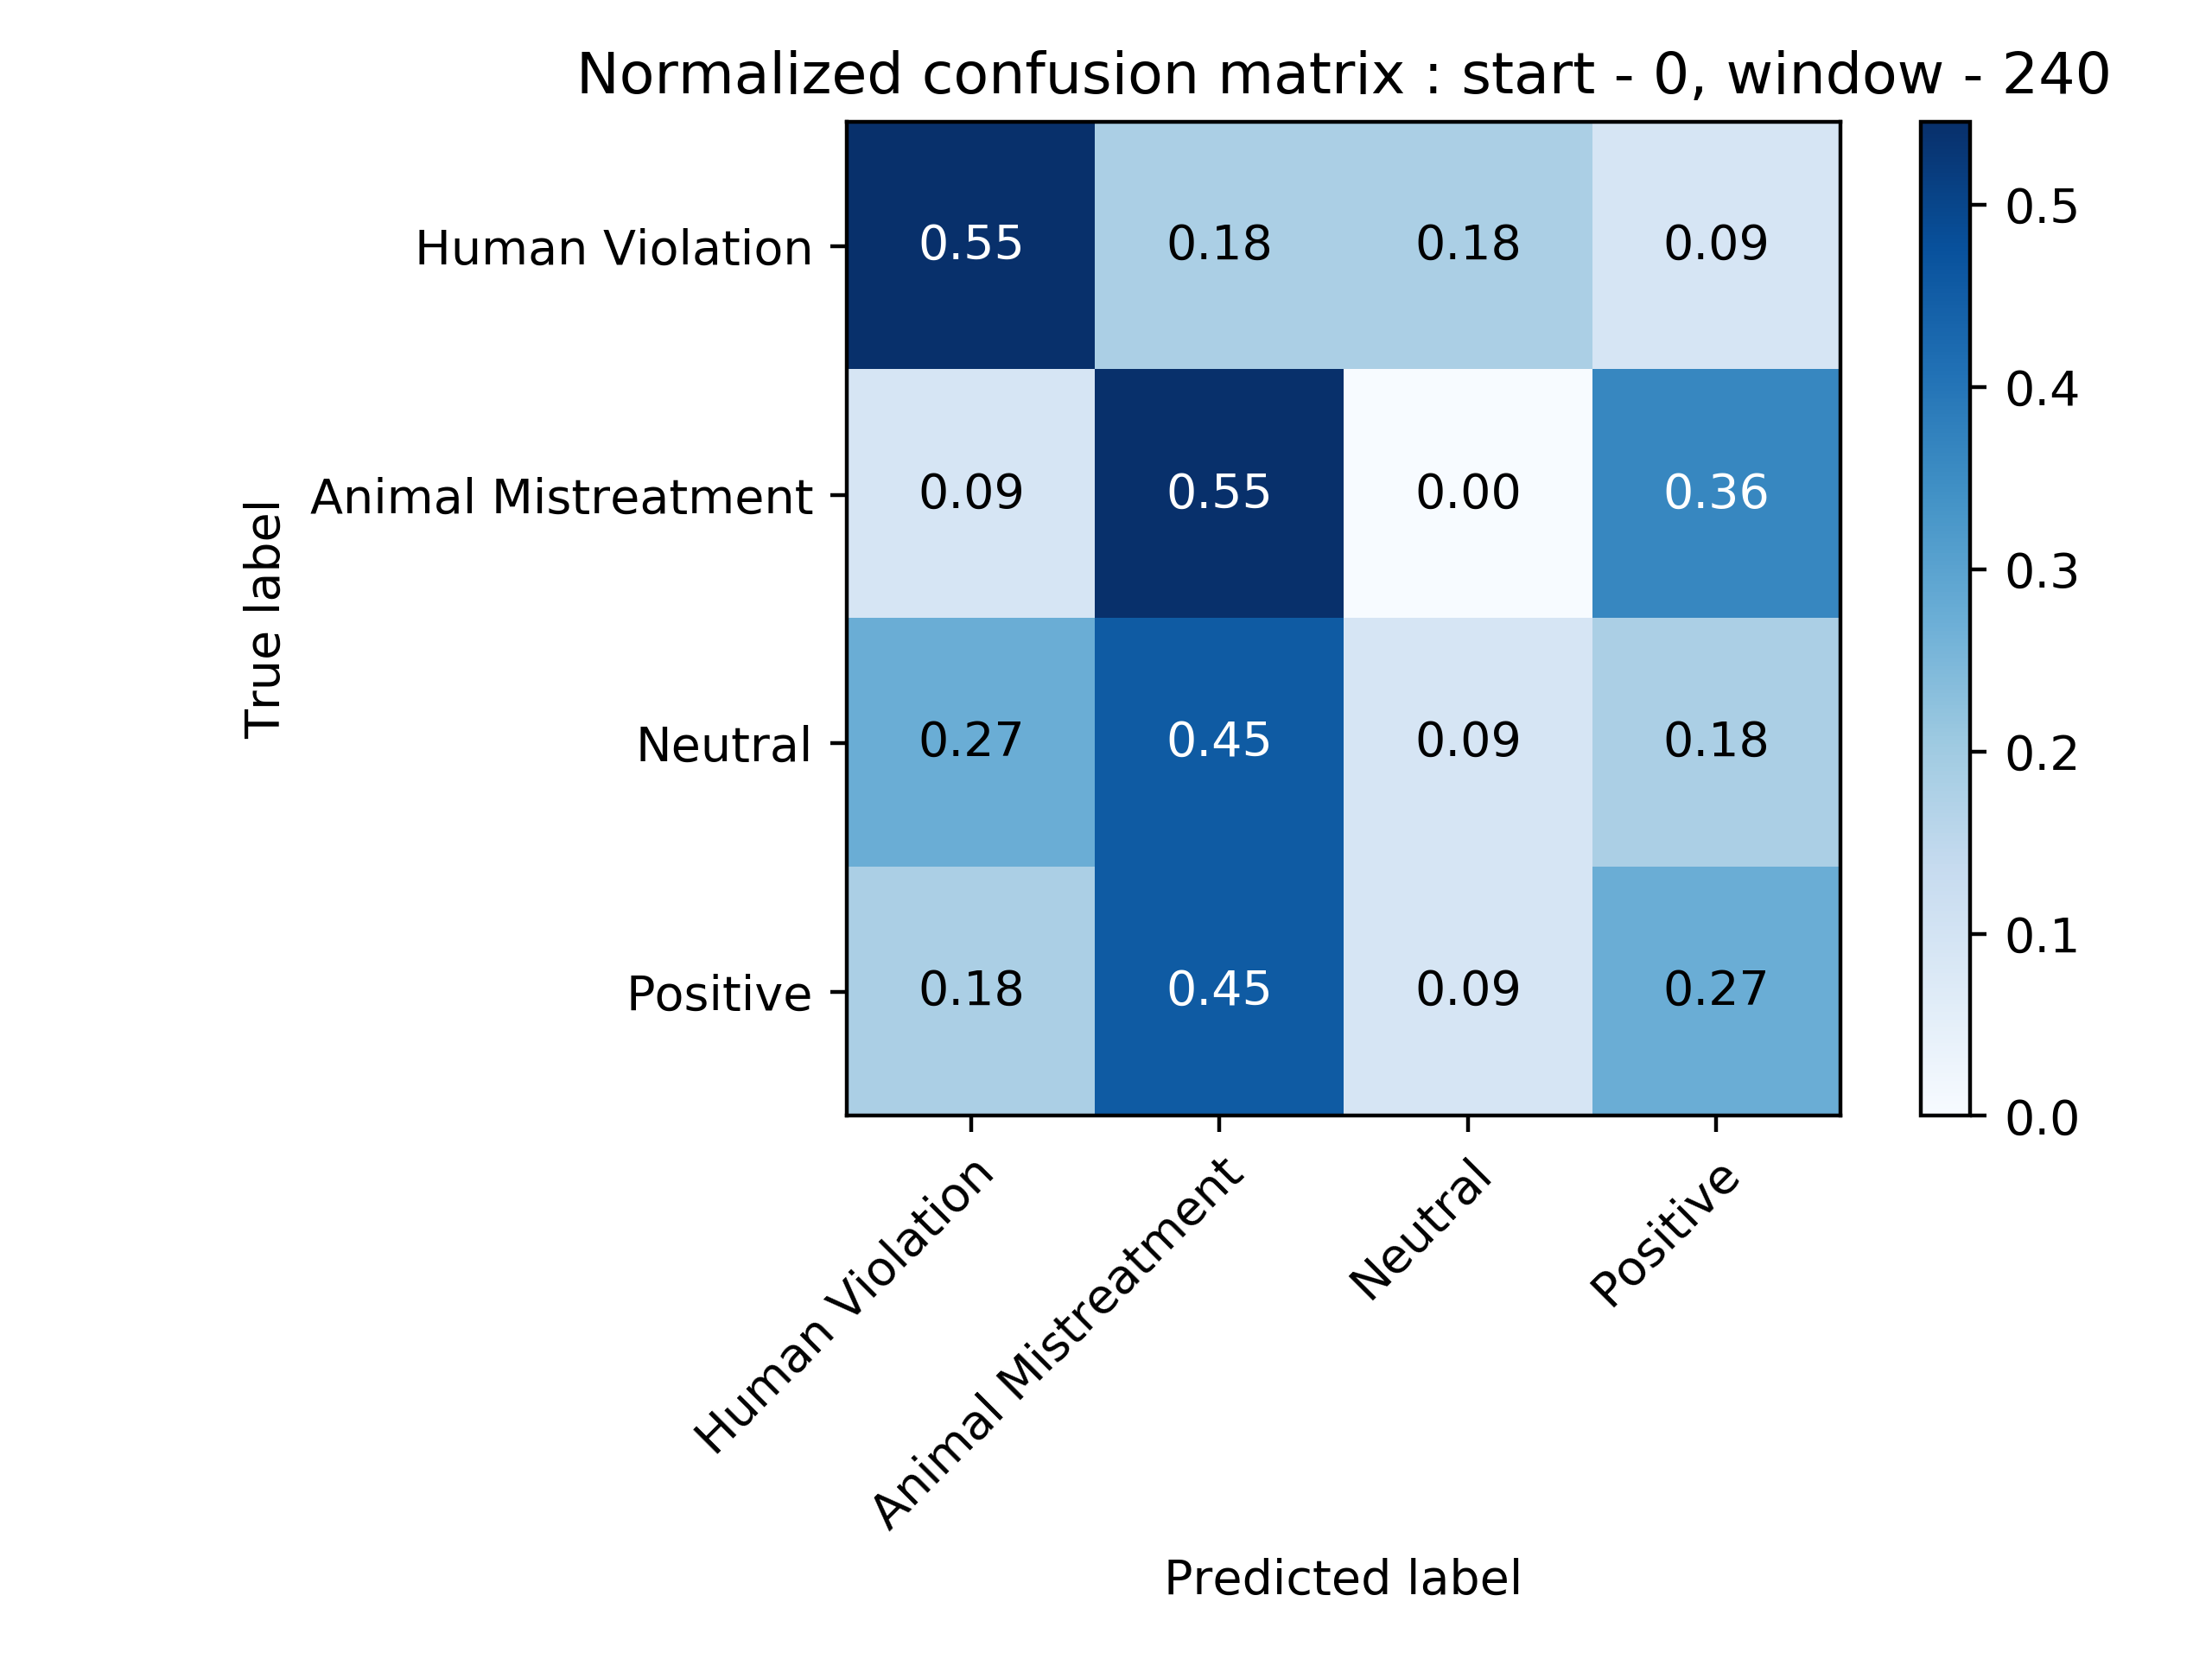 Normalized confusion matrix : start - 0, window - 240
True label
Human Violation
0.55 0.18 0.18 0.09
Animal Mistreatment
0.09 0.55 0.00 0.36
Neutral
0.27 0.45 0.09 0.18
Positive
0.18 0.45 0.09 0.27
Human Violation
Animal Mistreatment
Neutral
Positive
Predicted label
0.5
0.4
0.3
0.2
0.1
0.0